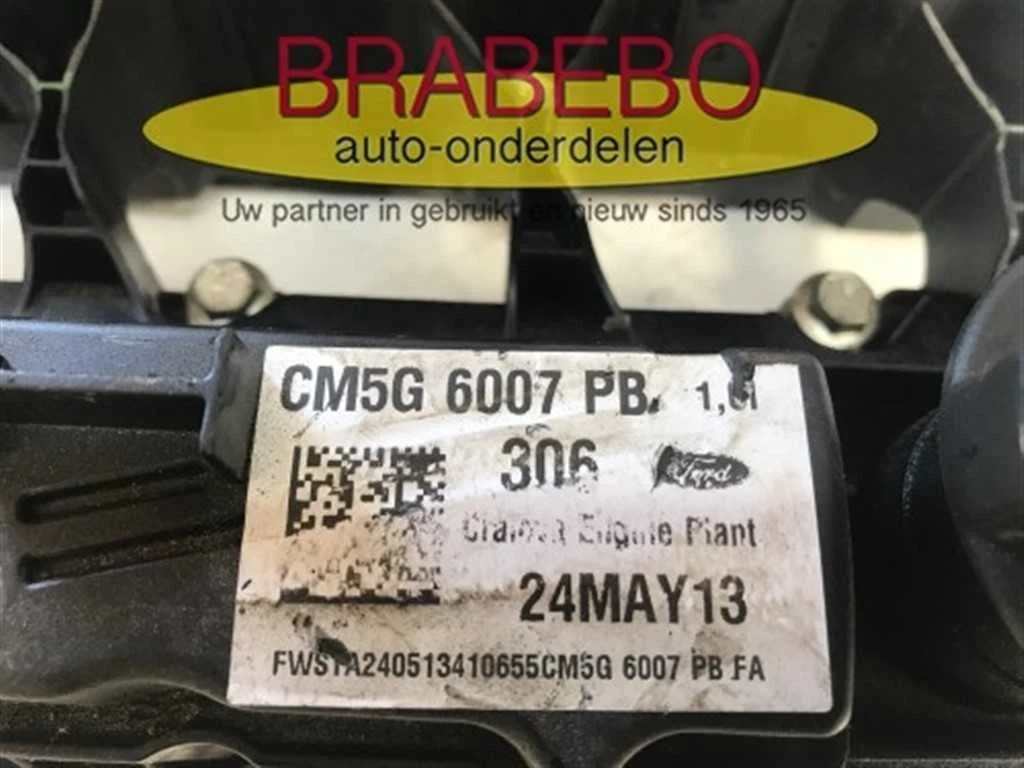 BRABEBO
auto-onderdelen
Uw partner in gebruikt en nieuw sinds 1965
CM5G 6007 PB
306 Ford
Engine Plant
24MAY13
FWS1A240513410655CM5G 6007 PB FA